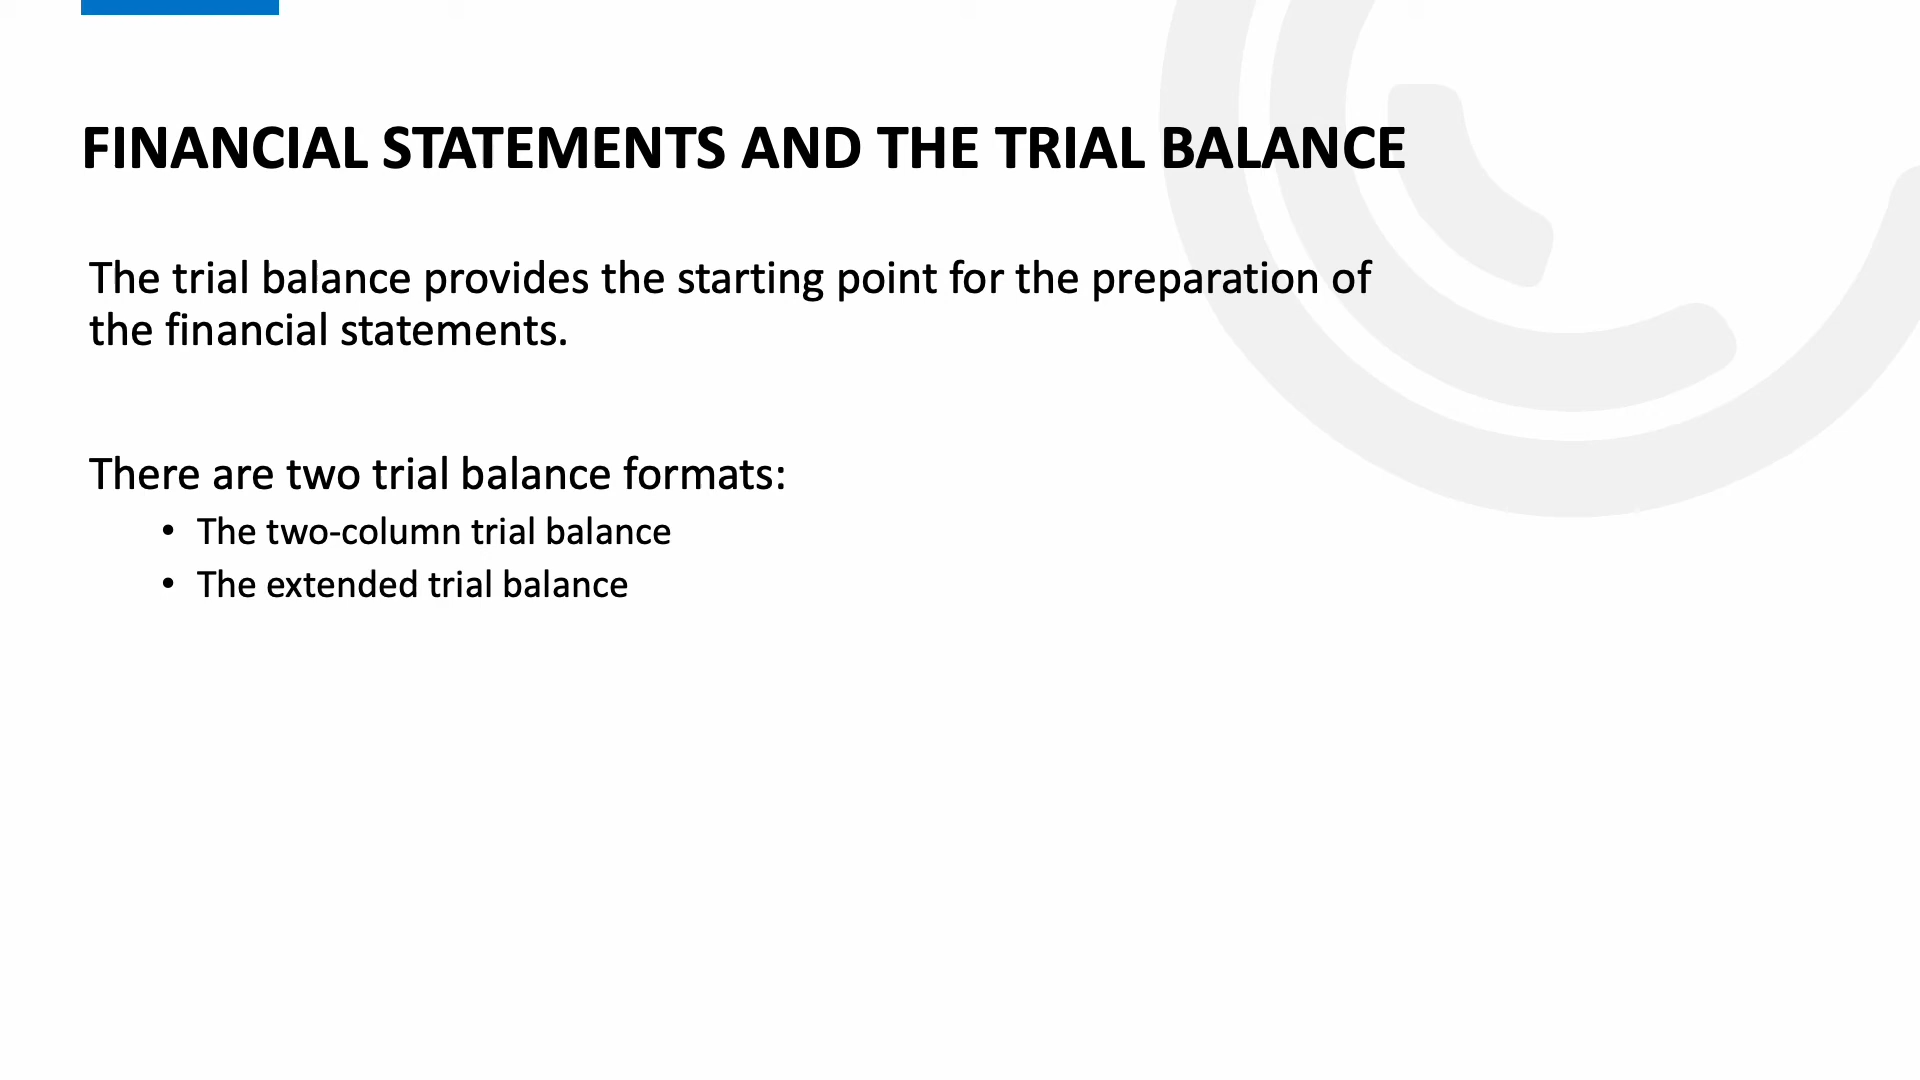 FINANCIAL STATEMENTS AND THE TRIAL BALANCE
The trial balance provides the starting point for the preparation of
the financial statements.
There are two trial balance formats:
• The two-column trial balance
• The extended trial balance